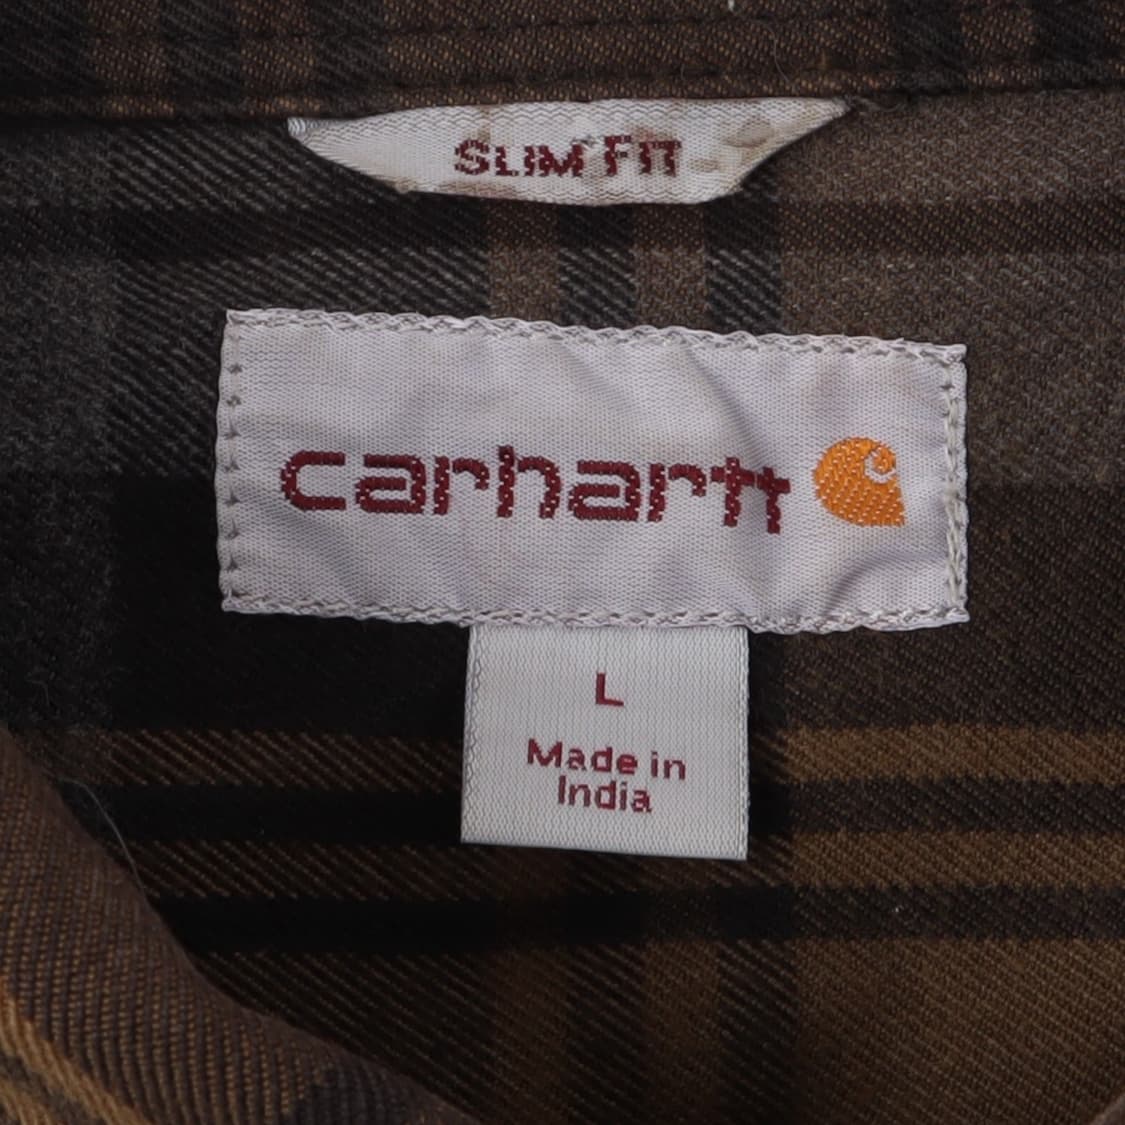 SLIM FIT
carhartt
L
Made in
India